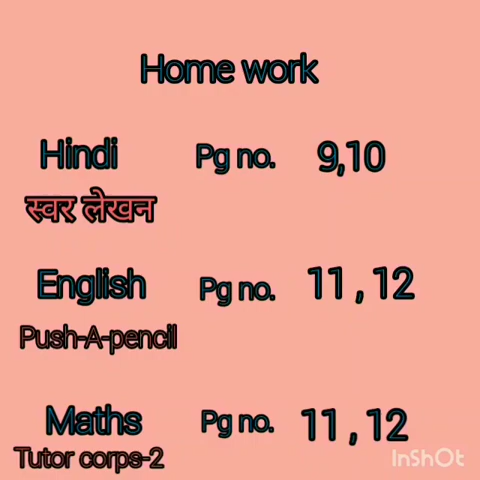 Home work
Hindi Pg no. 9,10
स्वर लेखन
English Pg no. 11 , 12
Push-A-pencil
Maths Pg no. 11 , 12
Tutor corps-2
InShOt